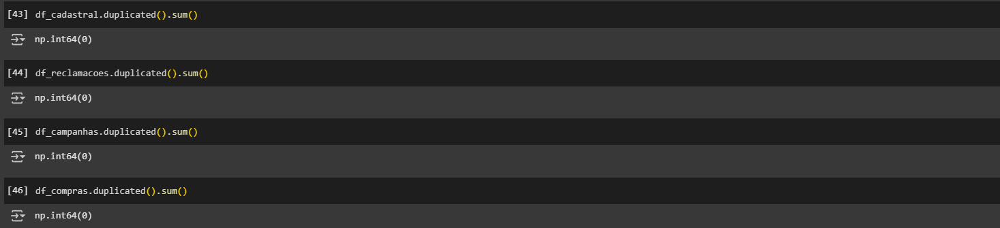 [43] df_cadastral.duplicated().sum()
np.int64(0)
[44] df_reclamacoes.duplicated().sum()
np.int64(0)
[45] df_campanhas.duplicated().sum()
np.int64(0)
[46] df_compras.duplicated().sum()
np.int64(0)